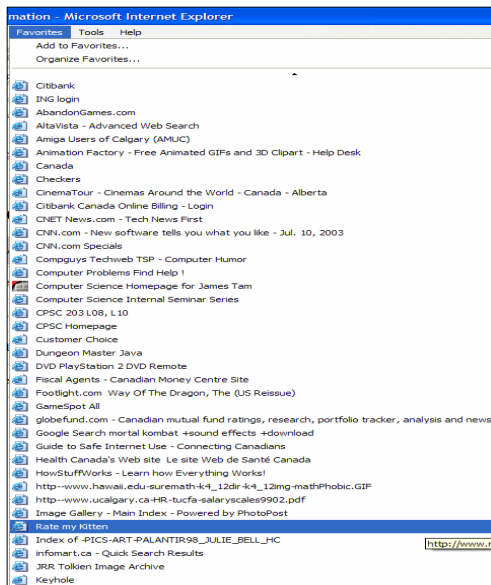 mation - Microsoft Internet Explorer
Favorites Tools Help
Add to Favorites...
Organize Favorites...
Citibank
ING login
AbandonGames.com
AltaVista - Advanced Web Search
Amiga Users of Calgary (AMUC)
Animation Factory - Free Animated GIFs and 3D Clipart - Help Desk
Canada
Checkers
CinemaTour - Cinemas Around the World - Canada - Alberta
Citibank Canada Online Billing - Login
CNET News.com - Tech News First
CNN.com - New software tells you what you like - Jul. 10, 2003
CNN.com Specials
Compguys Techweb TSP - Computer Humor
Computer Problems Find Help !
Computer Science Homepage for James Tam
Computer Science Internal Seminar Series
CPSC 203 L08, L10
CPSC Homepage
Customer Choice
Dungeon Master Java
DVD PlayStation 2 DVD Remote
Fiscal Agents - Canadian Money Centre Site
Footlight.com Way Of The Dragon, The (US Reissue)
GameSpot All
globefund.com - Canadian mutual fund ratings, research, portfolio tracker, analysis and news
Google Search mortal kombat +sound effects +download
Guide to Safe Internet Use - Connecting Canadians
Health Canada's Web site Le site Web de Santé Canada
HowStuffWorks - Learn how Everything Works!
http--www.hawaii.edu-suremath-k4_12dir-k4_12img-mathPhobic.GIF
http--www.ucalgary.ca-HR-tucfa-salaryscales9902.pdf
Image Gallery - Main Index - Powered by PhotoPost
Rate my Kitten
Index of -PICS-ART-PALANTIR98_JULIE_BELL_HC
http://www.r
infomart.ca - Quick Search Results
JRR Tolkien Image Archive
Keyhole